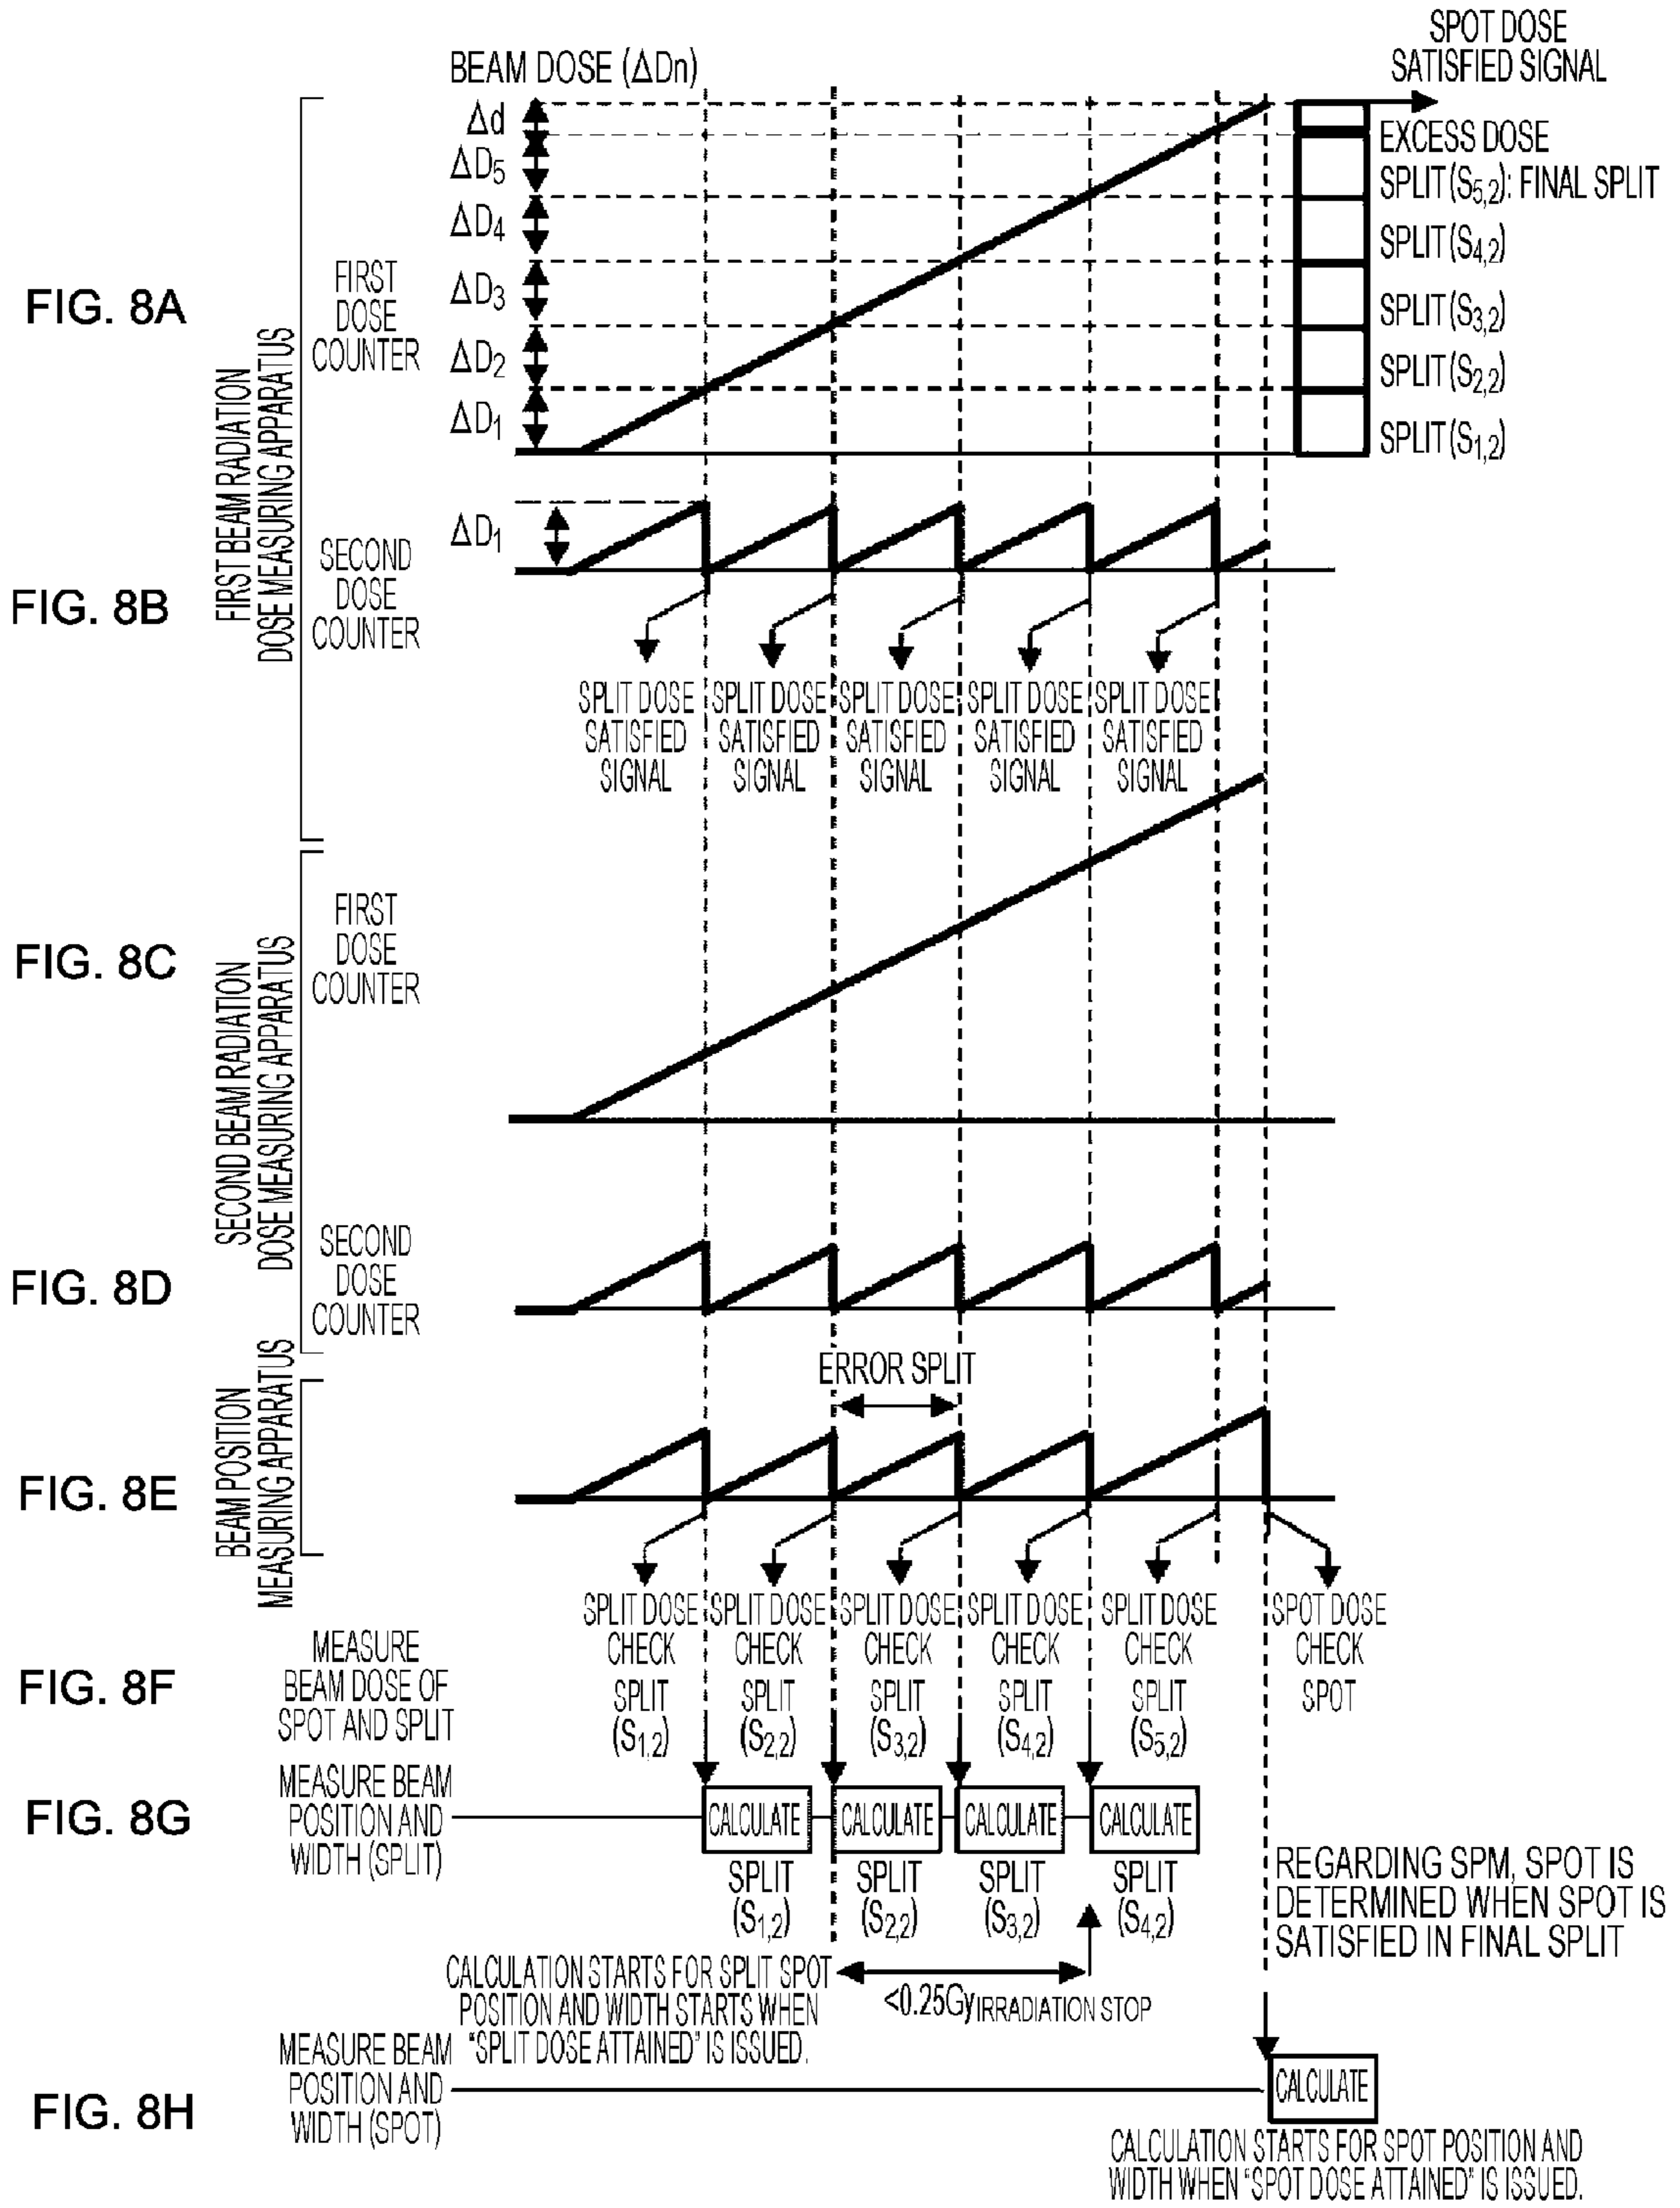 SPOT DOSE
SATISFIED SIGNAL
BEAM DOSE (ΔDn)
Δd
ΔD5
ΔD4
ΔD3
ΔD2
ΔD1
EXCESS DOSE
SPLIT(S5,2): FINAL SPLIT
SPLIT(S4,2)
SPLIT(S3,2)
SPLIT(S2,2)
SPLIT(S1,2)
FIG. 8A
FIRST
DOSE
COUNTER
FIRST BEAM RADIATION
DOSE MEASURING APPARATUS
ΔD1
FIG. 8B
SECOND
DOSE
COUNTER
SPLIT DOSE
SATISFIED
SIGNAL
SPLIT DOSE
SATISFIED
SIGNAL
SPLIT DOSE
SATISFIED
SIGNAL
SPLIT DOSE
SATISFIED
SIGNAL
SPLIT DOSE
SATISFIED
SIGNAL
FIG. 8C
FIRST
DOSE
COUNTER
SECOND BEAM RADIATION
DOSE MEASURING APPARATUS
FIG. 8D
SECOND
DOSE
COUNTER
ERROR SPLIT
FIG. 8E
BEAM POSITION
MEASURING APPARATUS
SPLIT DOSE
CHECK
SPLIT DOSE
CHECK
SPLIT DOSE
CHECK
SPLIT DOSE
CHECK
SPLIT DOSE
CHECK
SPOT DOSE
CHECK
FIG. 8F
MEASURE
BEAM DOSE OF
SPOT AND SPLIT
SPLIT
(S1,2)
SPLIT
(S2,2)
SPLIT
(S3,2)
SPLIT
(S4,2)
SPLIT
(S5,2)
SPOT
FIG. 8G
MEASURE BEAM
POSITION AND
WIDTH (SPLIT)
CALCULATE
CALCULATE
CALCULATE
CALCULATE
SPLIT
(S1,2)
SPLIT
(S2,2)
SPLIT
(S3,2)
SPLIT
(S4,2)
REGARDING SPM, SPOT IS
DETERMINED WHEN SPOT IS
SATISFIED IN FINAL SPLIT
CALCULATION STARTS FOR SPLIT SPOT
POSITION AND WIDTH STARTS WHEN
"SPLIT DOSE ATTAINED" IS ISSUED.
<0.25Gy IRRADIATION STOP
FIG. 8H
MEASURE BEAM
POSITION AND
WIDTH (SPOT)
CALCULATE
CALCULATION STARTS FOR SPOT POSITION AND
WIDTH WHEN "SPOT DOSE ATTAINED" IS ISSUED.